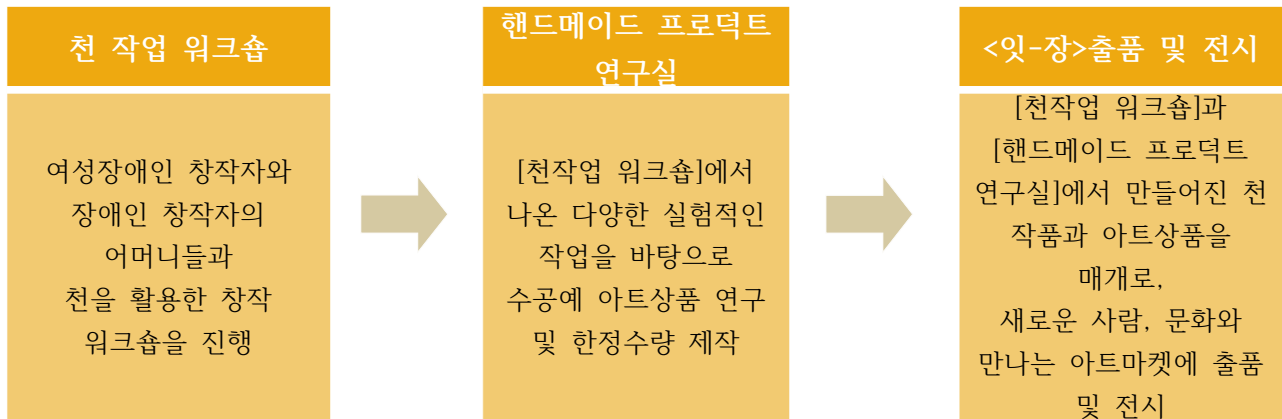 천 작업 워크숍
여성장애인 창작자와
장애인 창작자의
어머니들과
천을 활용한 창작
워크숍을 진행
핸드메이드 프로덕트
연구실
[천작업 워크숍]에서
나온 다양한 실험적인
작업을 바탕으로
수공예 아트상품 연구
및 한정수량 제작
<잇-장>출품 및 전시
[천작업 워크숍]과
[핸드메이드 프로덕트
연구실]에서 만들어진 천
작품과 아트상품을
매개로,
새로운 사람, 문화와
만나는 아트마켓에 출품
및 전시